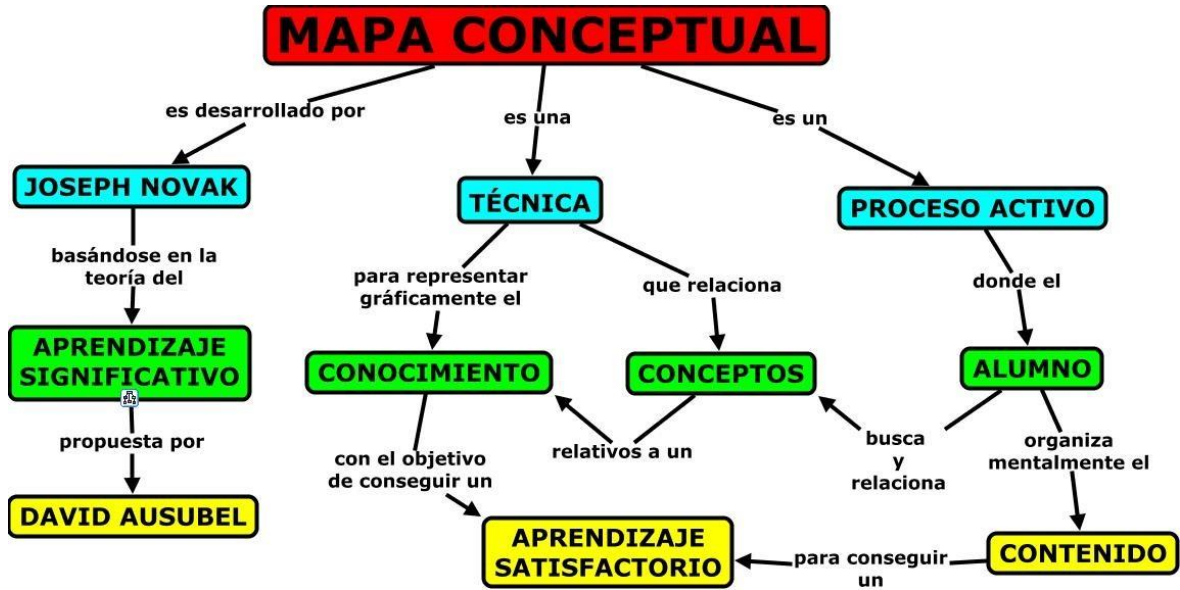 MAPA CONCEPTUAL
es desarrollado por
es una
es un
JOSEPH NOVAK
TÉCNICA
PROCESO ACTIVO
basándose en la
teoría del
para representar
gráficamente el
que relaciona
donde el
APRENDIZAJE
SIGNIFICATIVO
CONOCIMIENTO
CONCEPTOS
ALUMNO
propuesta por
con el objetivo
de conseguir un
relativos a un
busca
y
relaciona
organiza
mentalmente el
DAVID AUSUBEL
APRENDIZAJE
SATISFACTORIO
para conseguir
un
CONTENIDO